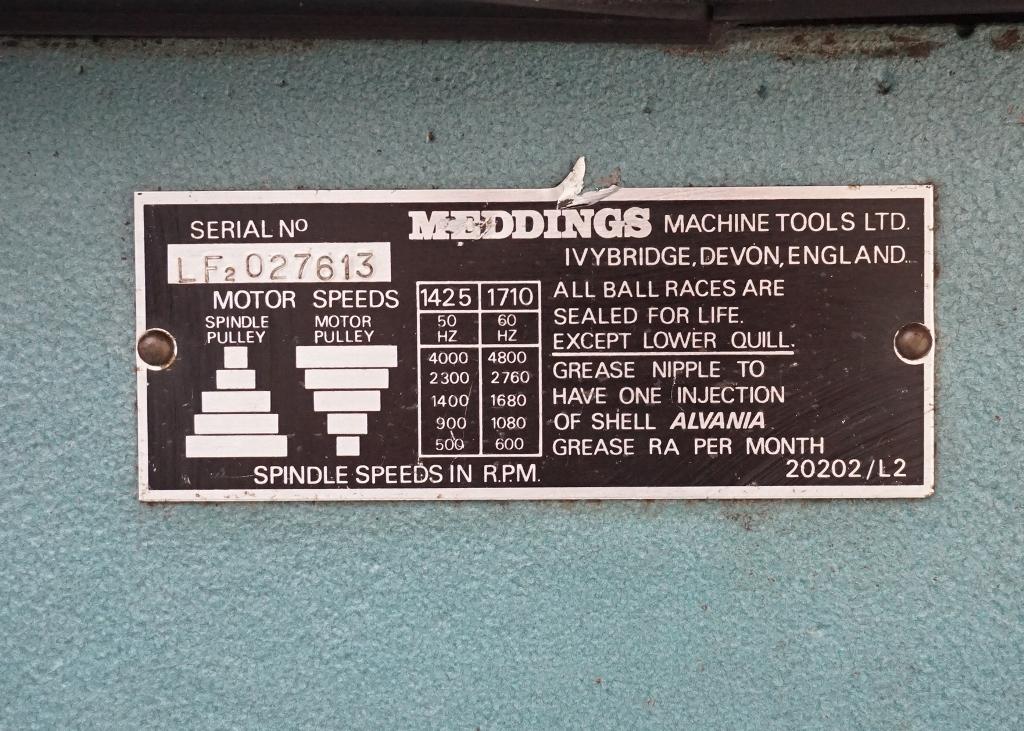 SERIAL Nº
LF2 027613
MEDDINGS MACHINE TOOLS LTD.
IVYBRIDGE, DEVON, ENGLAND.
MOTOR SPEEDS 1425 1710
SPINDLE PULLEY MOTOR PULLEY
50 HZ 60 HZ
4000 4800
2300 2760
1400 1680
900 1080
500 600
SPINDLE SPEEDS IN R.P.M.
ALL BALL RACES ARE
SEALED FOR LIFE.
EXCEPT LOWER QUILL.
GREASE NIPPLE TO
HAVE ONE INJECTION
OF SHELL ALVANIA
GREASE RA PER MONTH
20202/L2